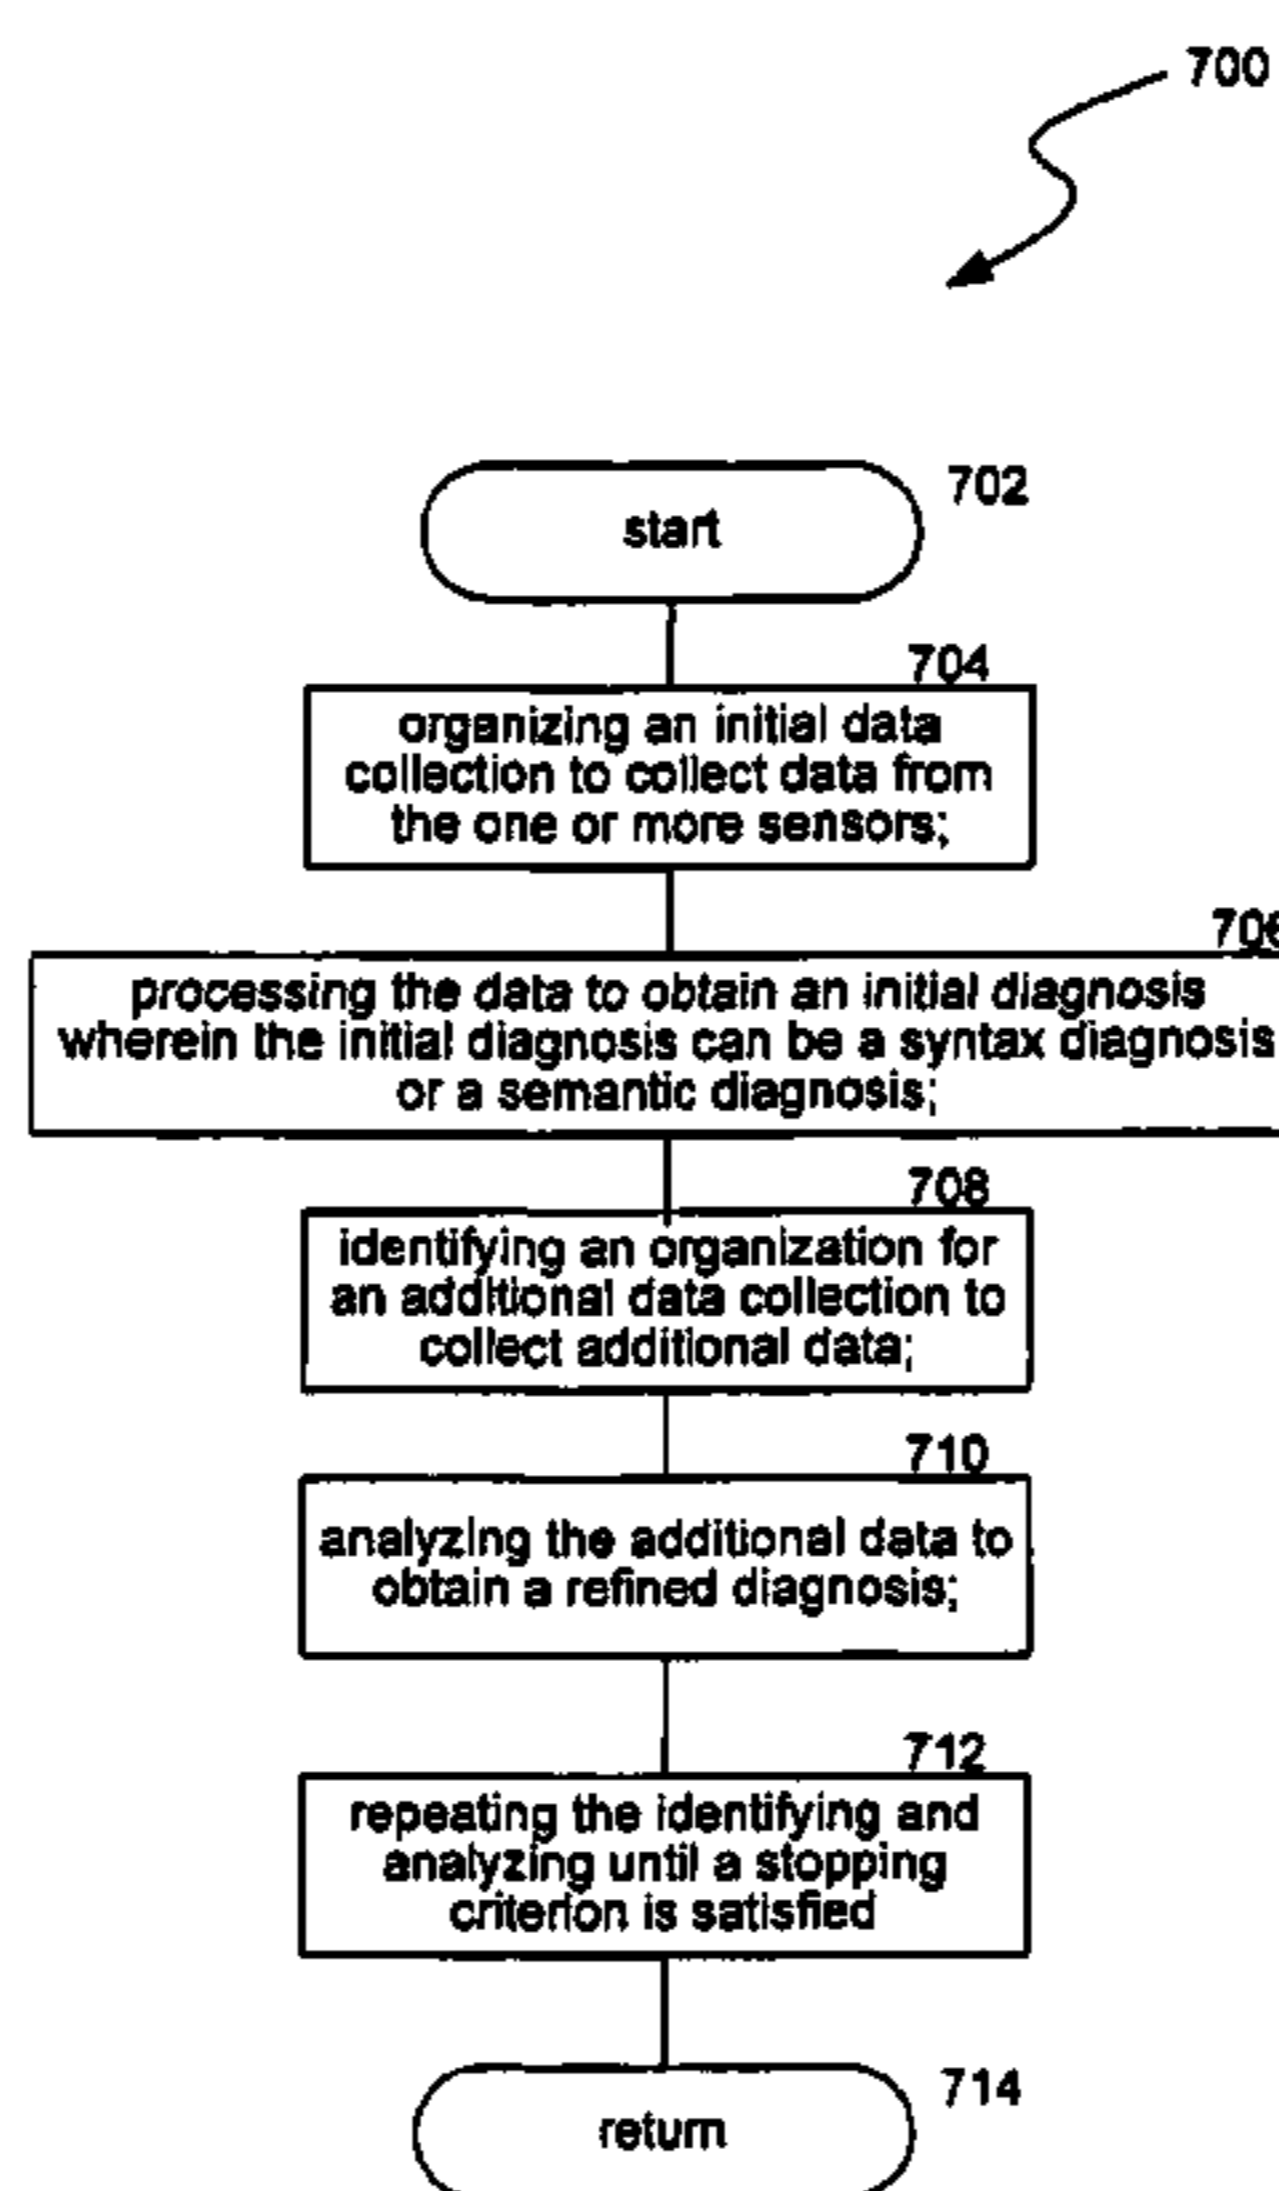 700
702
start
704
organizing an initial data
collection to collect data from
the one or more sensors;
706
processing the data to obtain an initial diagnosis
wherein the initial diagnosis can be a syntax diagnosis
or a semantic diagnosis;
708
identifying an organization for
an additional data collection to
collect additional data;
710
analyzing the additional data to
obtain a refined diagnosis;
712
repeating the identifying and
analyzing until a stopping
criterion is satisfied
714
return